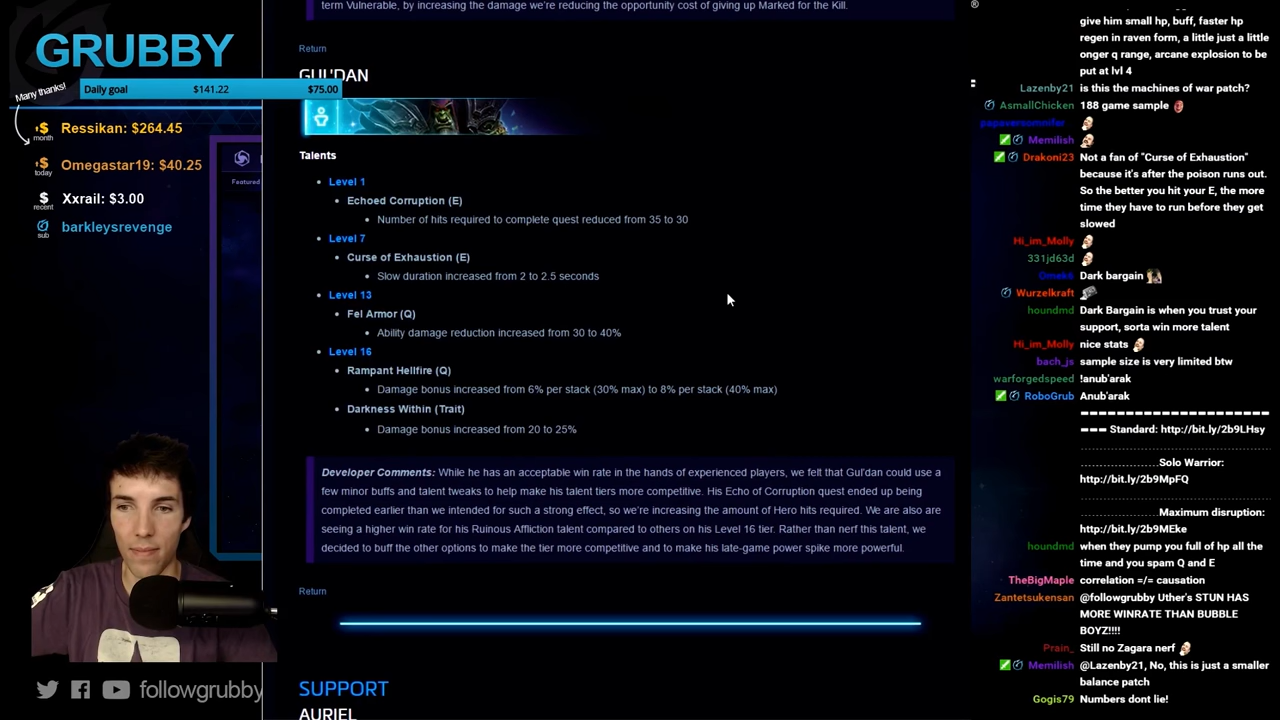 GRUBBY
Many thanks!
Daily goal $141.22 $75.00
$ month Ressikan: $264.45
$ today Omegastar19: $40.25
$ recent Xxrail: $3.00
sub barkleysrevenge
Featured
followgrubby
term Vulnerable, by increasing the damage we're reducing the opportunity cost of giving up Marked for the Kill.
Return
GUL'DAN
Talents
Level 1
Echoed Corruption (E)
Number of hits required to complete quest reduced from 35 to 30
Level 7
Curse of Exhaustion (E)
Slow duration increased from 2 to 2.5 seconds
Level 13
Fel Armor (Q)
Ability damage reduction increased from 30 to 40%
Level 16
Rampant Hellfire (Q)
Damage bonus increased from 6% per stack (30% max) to 8% per stack (40% max)
Darkness Within (Trait)
Damage bonus increased from 20 to 25%
Developer Comments: While he has an acceptable win rate in the hands of experienced players, we felt that Gul'dan could use a
few minor buffs and talent tweaks to help make his talent tiers more competitive. His Echo of Corruption quest ended up being
completed earlier than we intended for such a strong effect, so we're increasing the amount of Hero hits required. We are also are
seeing a higher win rate for his Ruinous Affliction talent compared to others on his Level 16 tier. Rather than nerf this talent, we
decided to buff the other options to make the tier more competitive and to make his late-game power spike more powerful.
Return
SUPPORT
AURIEL
give him small hp, buff, faster hp
regen in raven form, a little just a little
onger q range, arcane explosion to be
put at lvl 4
Lazenby21 is this the machines of war patch?
AsmallChicken 188 game sample
papaversomnifer
Memilish
Drakoni23 Not a fan of "Curse of Exhaustion"
because it's after the poison runs out.
So the better you hit your E, the more
time they have to run before they get
slowed
Hi_im_Molly
331jd63d
Omek6 Dark bargain
Wurzelkraft
houndmd Dark Bargain is when you trust your
support, sorta win more talent
Hi_im_Molly nice stats
bach_js sample size is very limited btw
warforgedspeed !anub'arak
RoboGrub Anub'arak
Standard: http://bit.ly/2b9LHsy
Solo Warrior:
http://bit.ly/2b9MpFQ
Maximum disruption:
http://bit.ly/2b9MEke
houndmd when they pump you full of hp all the
time and you spam Q and E
TheBigMaple correlation =/= causation
Zantetsukensan @followgrubby Uther's STUN HAS
MORE WINRATE THAN BUBBLE
BOYZ!!!!
Prain_ Still no Zagara nerf
Memilish @Lazenby21, No, this is just a smaller
balance patch
Gogis79 Numbers dont lie!